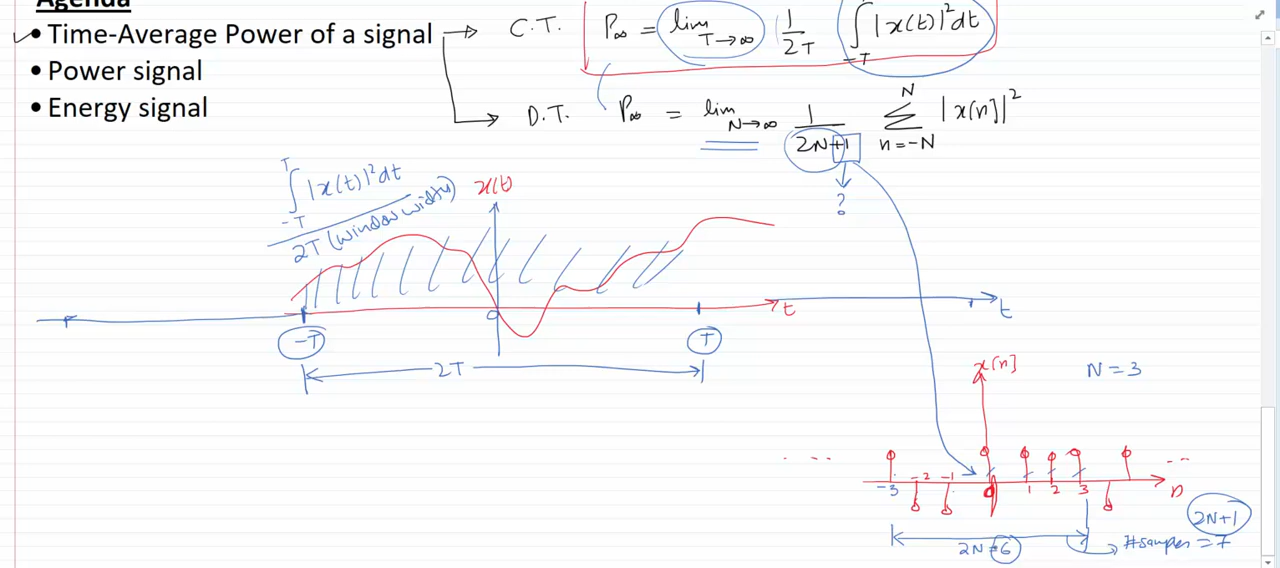 Agenda
• Time-Average Power of a signal
• Power signal
• Energy signal
C.T. P∞ = lim T→∞ 1/2T ∫_{-T}^{T} |x(t)|² dt
D.T. P∞ = lim N→∞ 1/(2N+1) Σ_{n=-N}^{N} |x[n]|²
?
∫_{-T}^{T} |x(t)|² dt
2T (window width)
x(t)
0
t
t
-T
T
2T
x[n]
N = 3
.. ...
...
-3 -2 -1 0 1 2 3
n
2N = 6
2N+1
#samples = 7